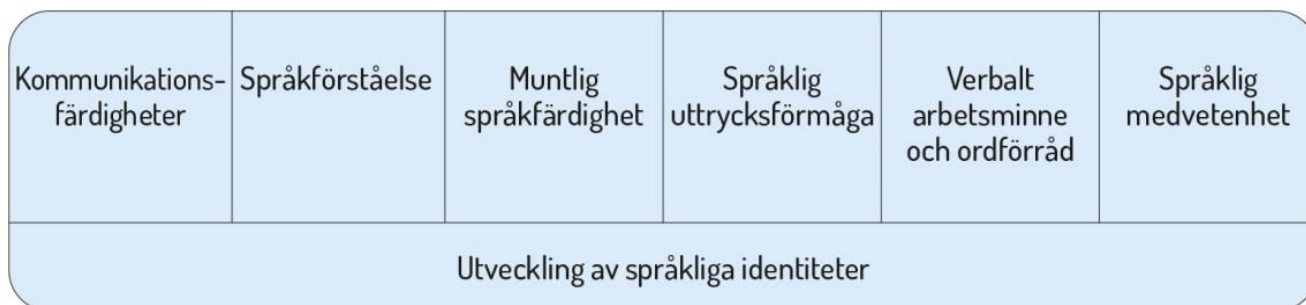 Kommunikations-
färdigheter
Språkförståelse
Muntlig
språkfärdighet
Språklig
uttrycksförmåga
Verbalt
arbetsminne
och ordförråd
Språklig
medvetenhet
Utveckling av språkliga identiteter